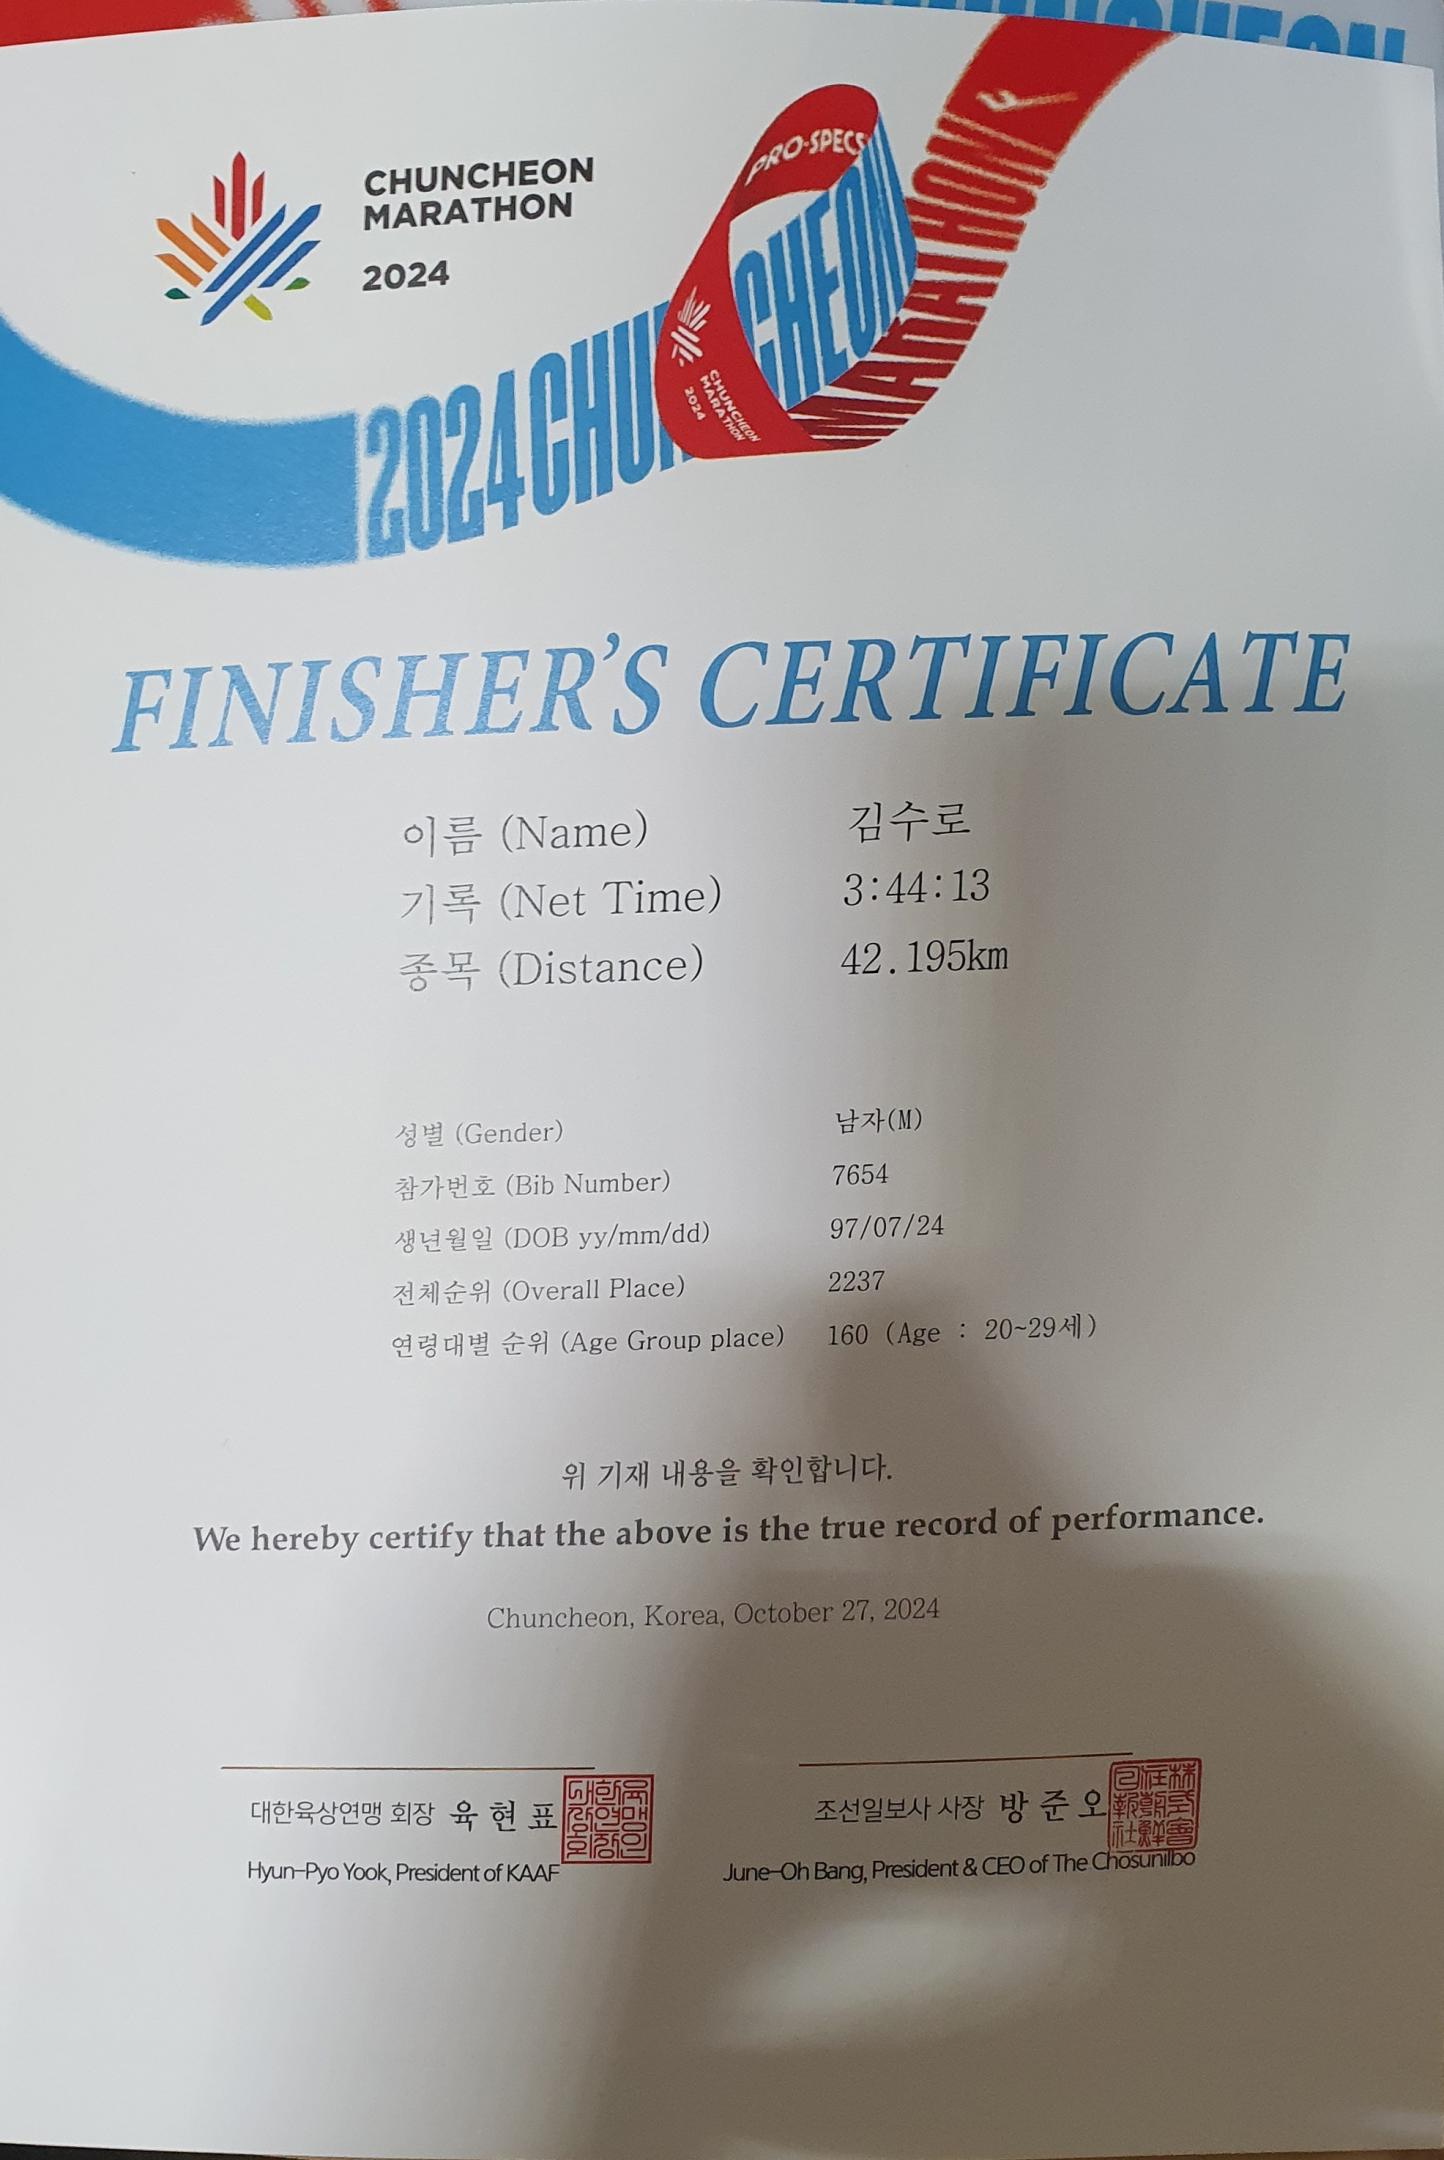 CHUNCHEON
MARATHON
2024
PRO-SPECS
2024 CHUNCHEON MARATHON
CHUNCHEON
MARATHON
2024
FINISHER'S CERTIFICATE
이름 (Name) 김수로
기록 (Net Time) 3:44:13
종목 (Distance) 42.195km
성별 (Gender) 남자(M)
참가번호 (Bib Number) 7654
생년월일 (DOB yy/mm/dd) 97/07/24
전체순위 (Overall Place) 2237
연령대별 순위 (Age Group place) 160 (Age : 20~29세)
위 기재 내용을 확인합니다.
We hereby certify that the above is the true record of performance.
Chuncheon, Korea, October 27, 2024
대한육상연맹 회장 육 현 표
Hyun-Pyo Yook, President of KAAF
조선일보사 사장 방 준 오
June-Oh Bang, President & CEO of The Chosunilbo